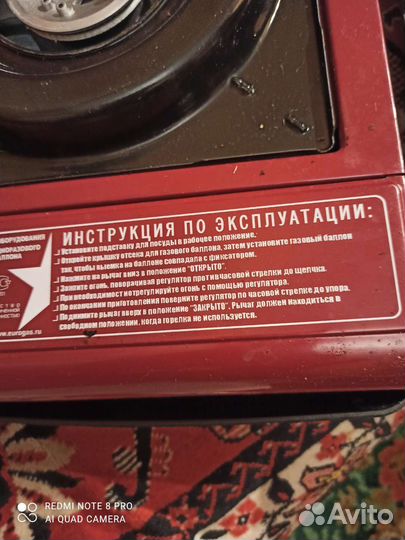 ИНСТРУКЦИЯ ПО ЭКСПЛУАТАЦИИ:
Установите подставку для посуды в рабочее положение.
Откройте крышку отсека для газового баллона, затем установите газовый баллон
так, чтобы выемка на баллоне совпадала с фиксатором.
Нажмите на рычаг вниз в положение "ОТКРЫТО".
Зажгите огонь, поворачивая регулятор против часовой стрелки до щелчка.
При необходимости отрегулируйте огонь с помощью регулятора.
По окончании приготовления поверните регулятор по часовой стрелке до упора.
Поднимите рычаг вверх в положение "ЗАКРЫТО". Рычаг должен находиться в
свободном положении, когда горелка не используется.
ОБОРУДОВАНИЯ
НОРАЗОВОГО
АЛЛОНА
www.eurogas.ru
REDMI NOTE 8 PRO
AI QUAD CAMERA
Avito